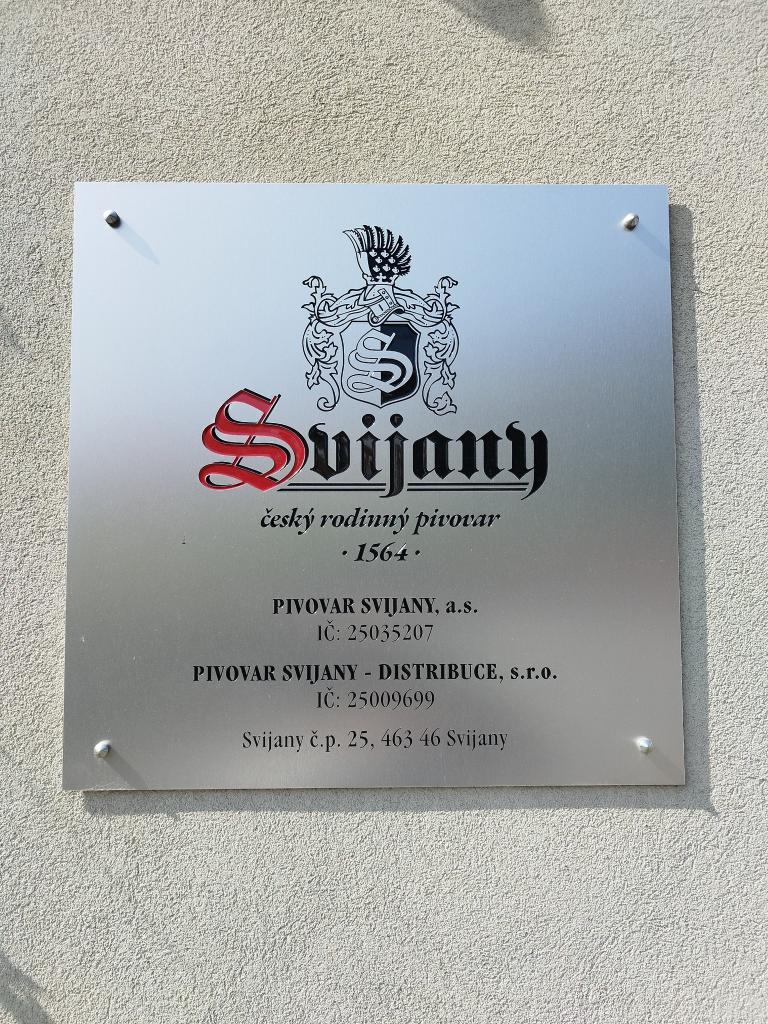 S
Svijany
český rodinný pivovar
· 1564 ·
PIVOVAR SVIJANY, a.s.
IČ: 25035207
PIVOVAR SVIJANY - DISTRIBUCE, s.r.o.
IČ: 25009699
Svijany č.p. 25, 463 46 Svijany